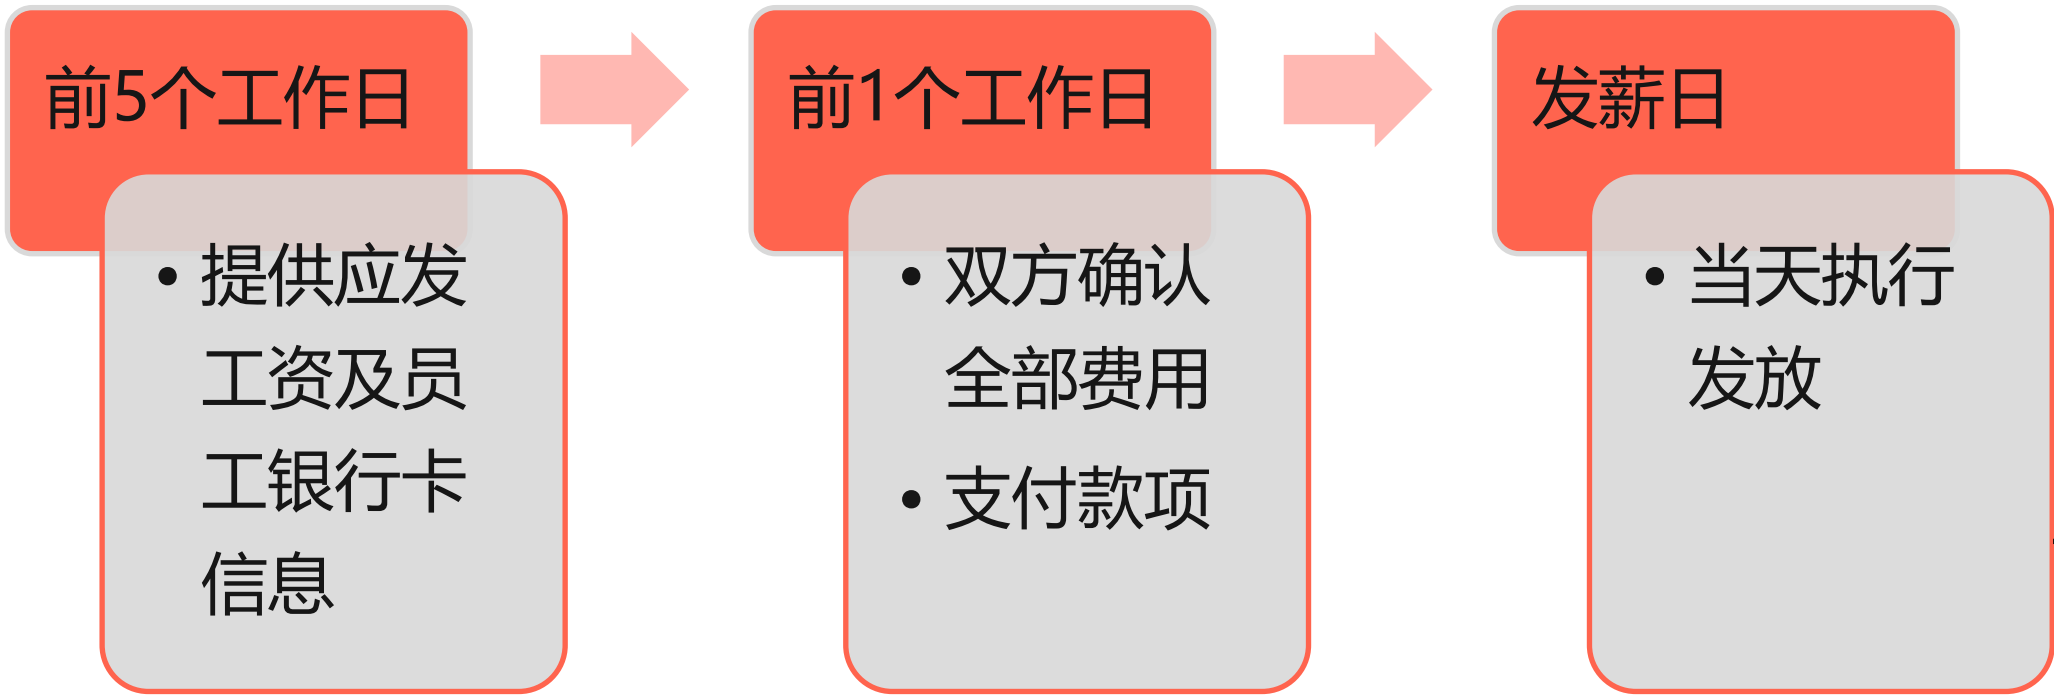 前5个工作日
• 提供应发
工资及员
工银行卡
信息
前1个工作日
• 双方确认
全部费用
• 支付款项
发薪日
• 当天执行
发放